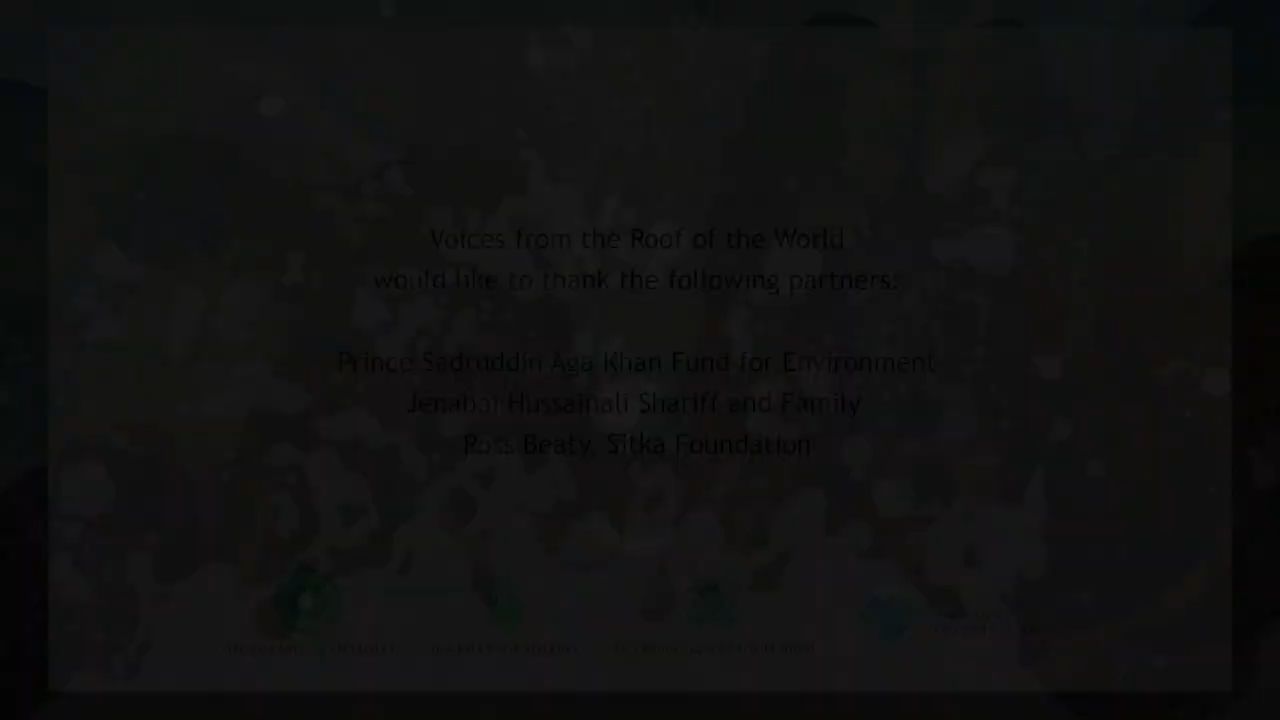 Voices from the Roof of the World
would like to thank the following partners:
Prince Sadruddin Aga Khan Fund for Environment
Jenabai Hussainali Shariff and Family
Ross Beaty, Sitka Foundation